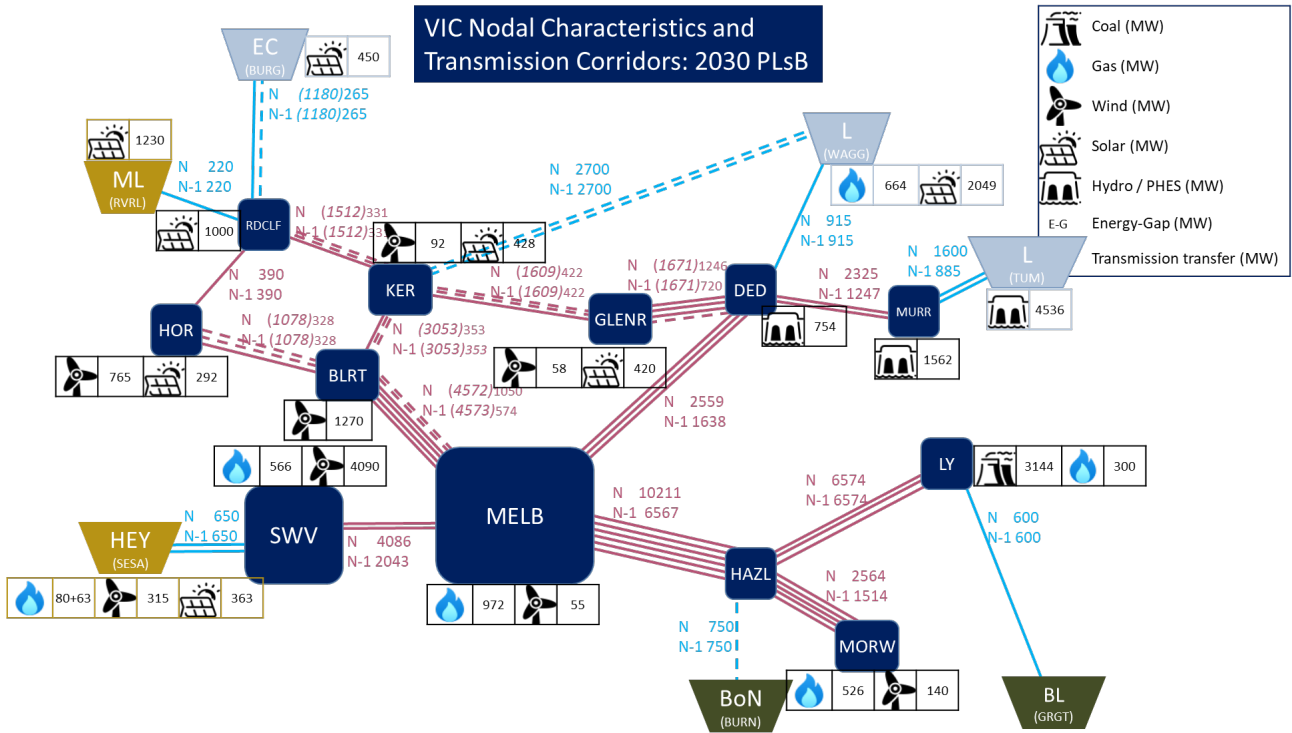 VIC Nodal Characteristics and
Transmission Corridors: 2030 PLsB
Coal (MW)
Gas (MW)
Wind (MW)
Solar (MW)
Hydro / PHES (MW)
E-G Energy-Gap (MW)
Transmission transfer (MW)
EC
(BURG)
450
N (1180)265
N-1 (1180)265
1230
ML
(RVRL)
N 220
N-1 220
1000
RDCLF
N (1512)331
N-1 (1512)331
92
428
N 2700
N-1 2700
L
(WAGG)
664
2049
N 915
N-1 915
N 1600
N-1 885
L
(TUM)
4536
N 390
N-1 390
KER
N (1609)422
N-1 (1609)422
N (1671)1246
N-1 (1671)720
DED
754
N 2325
N-1 1247
MURR
1562
GLENR
58
420
HOR
765
292
N (1078)328
N-1 (1078)328
N (3053)353
N-1 (3053)353
BLRT
1270
N (4572)1050
N-1 (4573)574
N 2559
N-1 1638
566
4090
SWV
HEY
(SESA)
N 650
N-1 650
80+63
315
363
N 4086
N-1 2043
MELB
972
55
N 10211
N-1 6567
HAZL
N 6574
N-1 6574
LY
3144
300
N 600
N-1 600
N 2564
N-1 1514
MORW
526
140
N 750
N-1 750
BoN
(BURN)
BL
(GRGT)